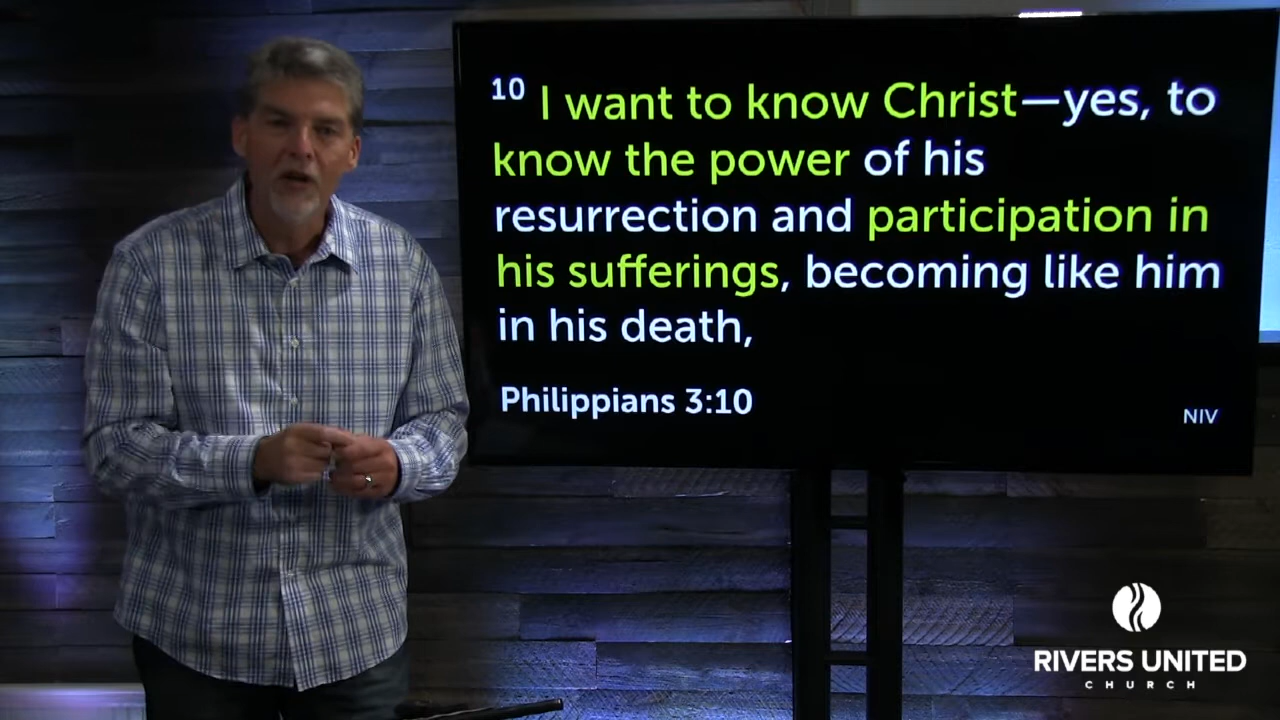 10 I want to know Christ—yes, to
know the power of his
resurrection and participation in
his sufferings, becoming like him
in his death,
Philippians 3:10
NIV
RIVERS UNITED
CHURCH